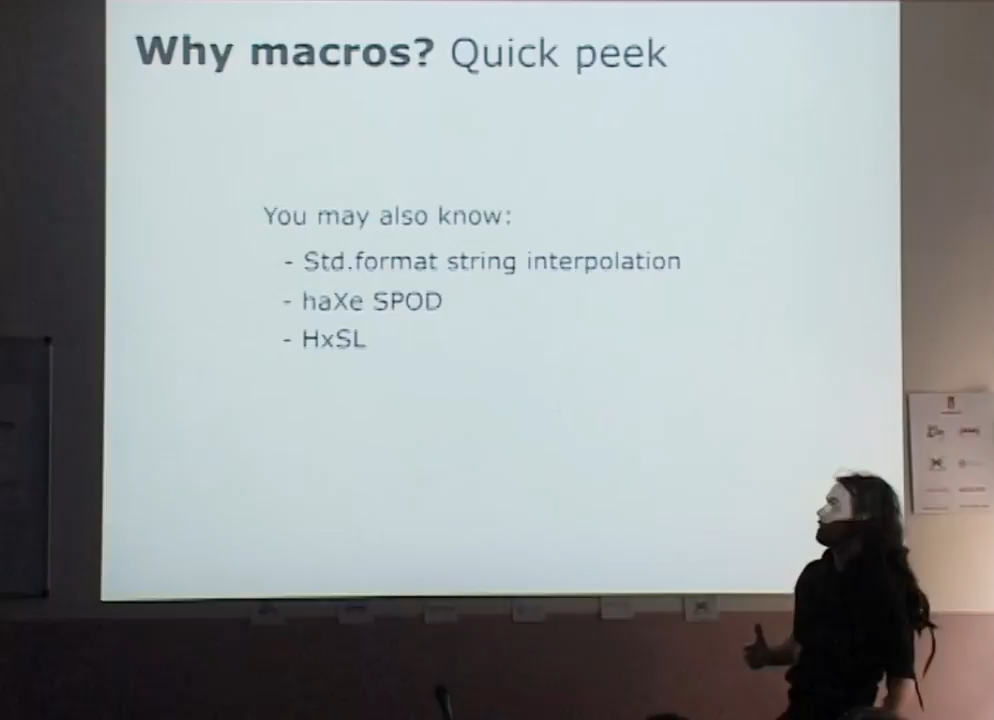 Why macros? Quick peek
You may also know:
- Std.format string interpolation
- haXe SPOD
- HxSL